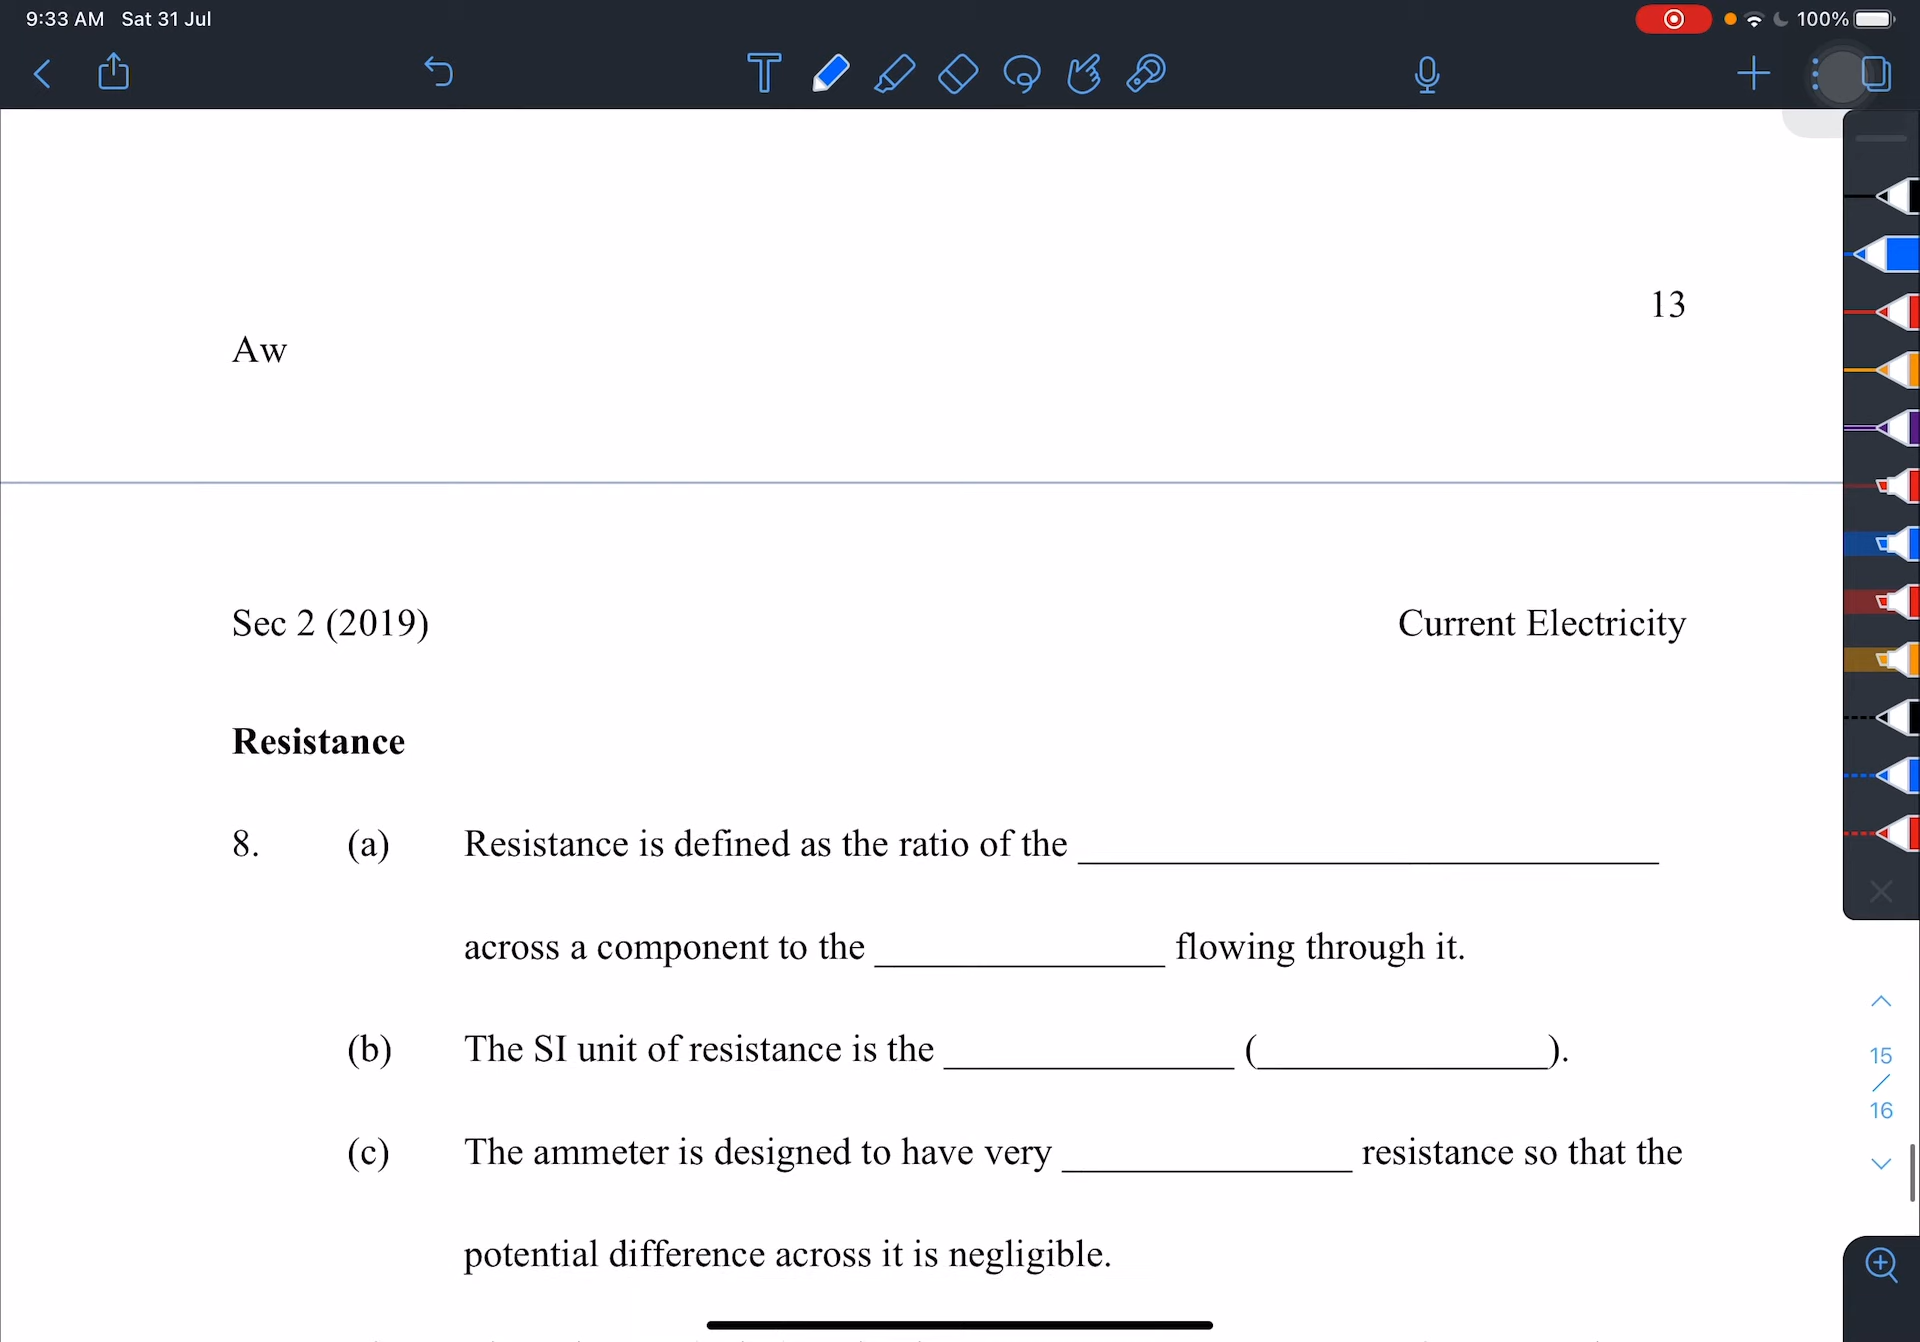 9:33 AM Sat 31 Jul 100%
13
Aw
Sec 2 (2019) Current Electricity
Resistance
8. (a) Resistance is defined as the ratio of the ______________________________
across a component to the _______________ flowing through it.
(b) The SI unit of resistance is the _______________ (_______________).
15
/
16
(c) The ammeter is designed to have very _______________ resistance so that the
potential difference across it is negligible.